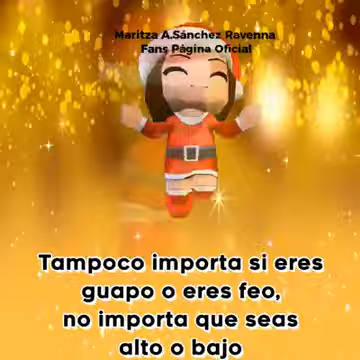 Maritza A.Sánchez Ravenna
Fans Página Oficial
Tampoco importa si eres
guapo o eres feo,
no importa que seas
alto o bajo